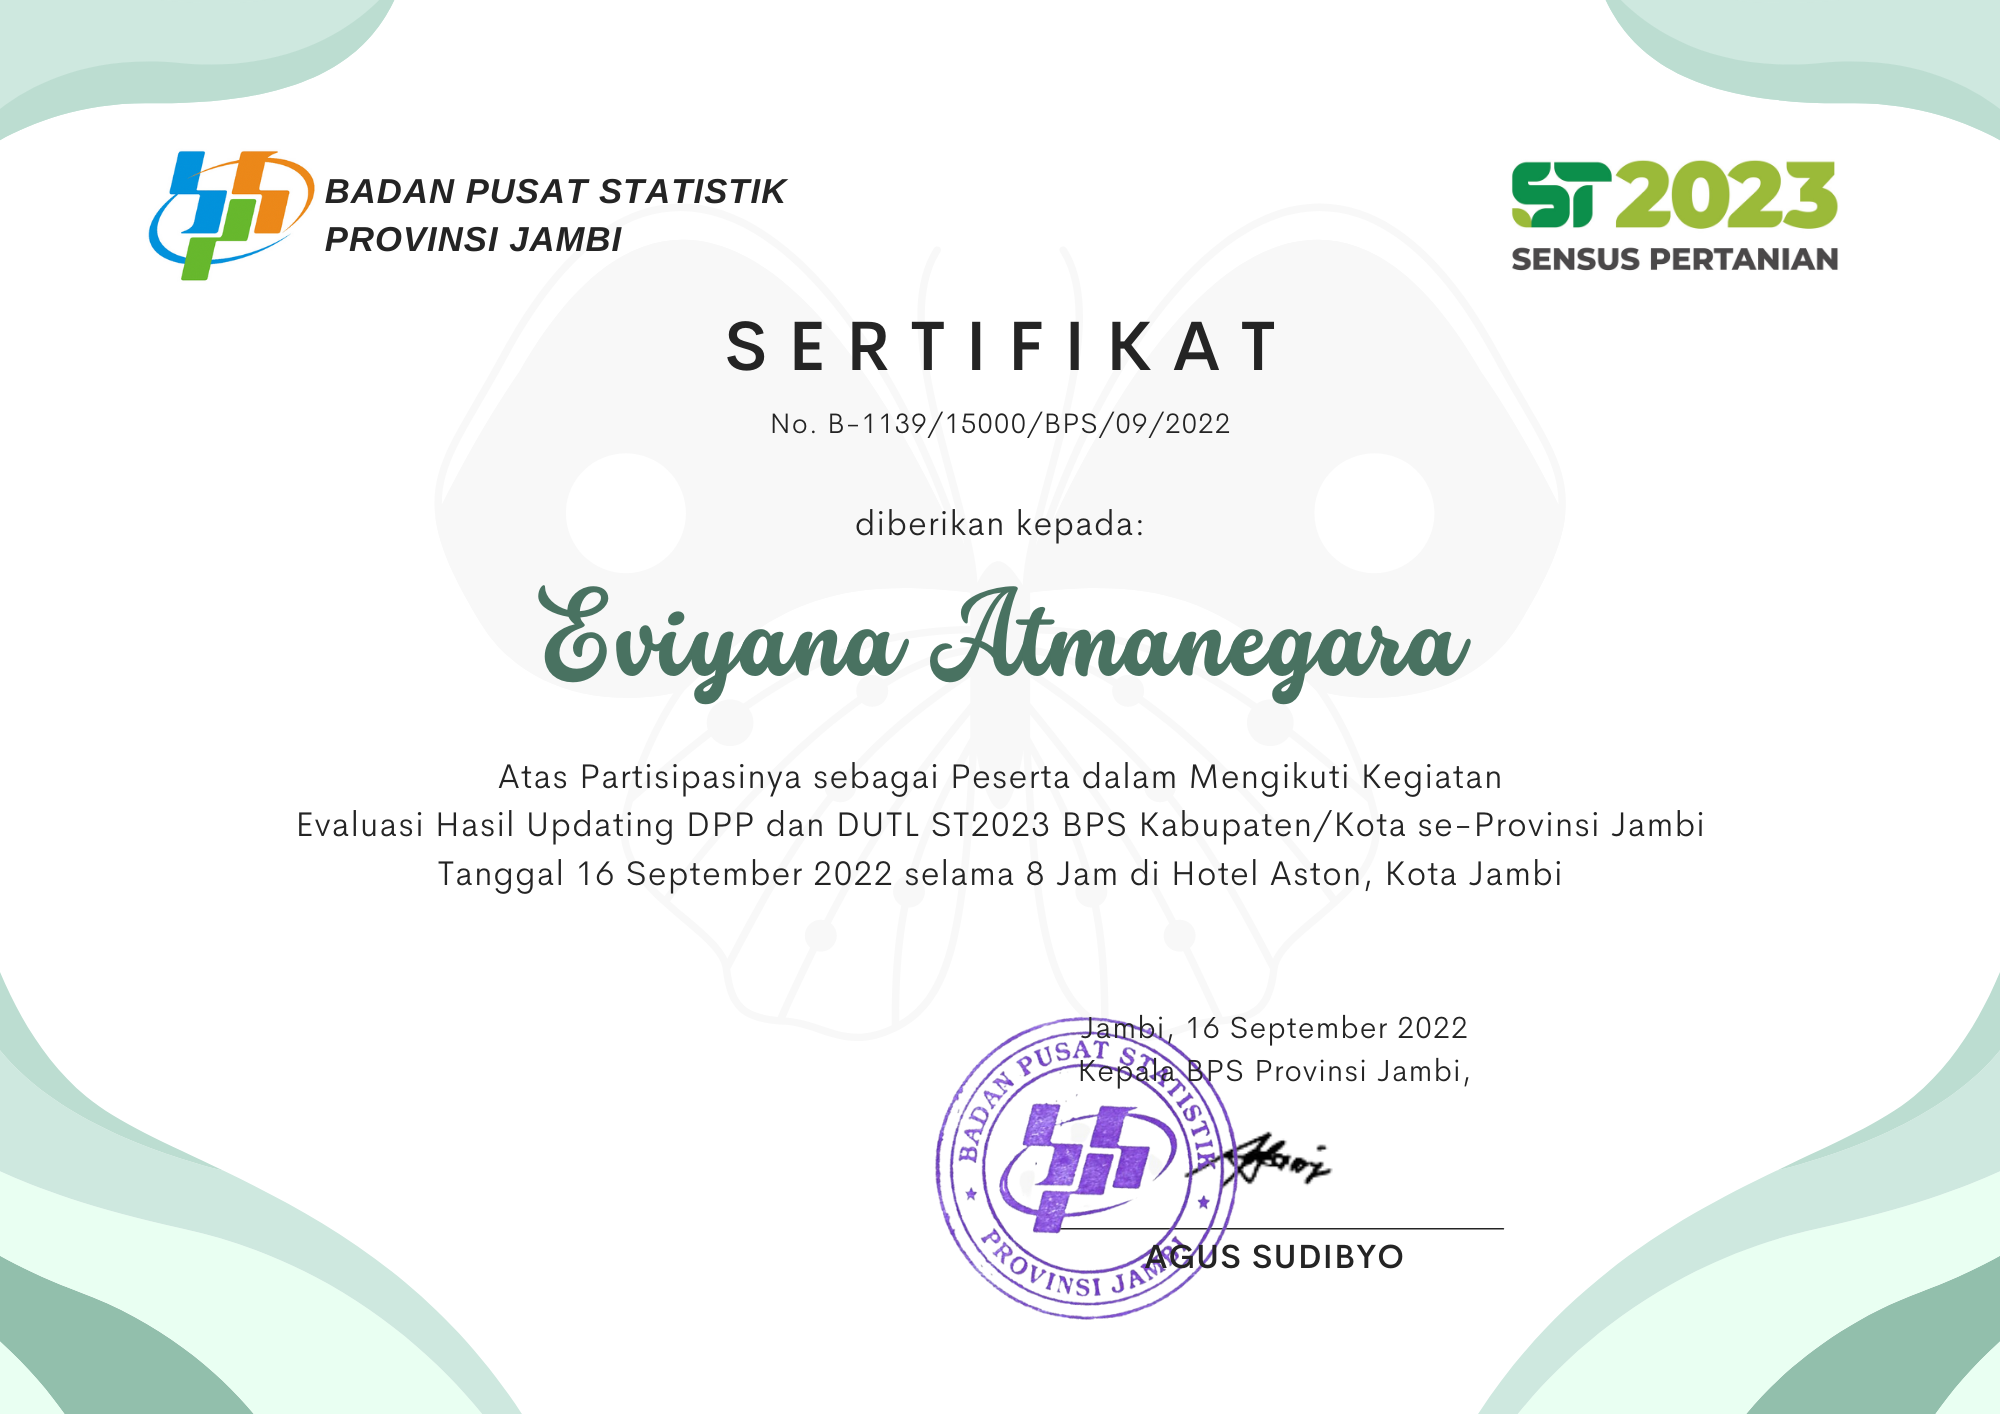 BADAN PUSAT STATISTIK
PROVINSI JAMBI
ST2023
SENSUS PERTANIAN
SERTIFIKAT
No. B-1139/15000/BPS/09/2022
diberikan kepada:
Eviyana Atmanegara
Atas Partisipasinya sebagai Peserta dalam Mengikuti Kegiatan
Evaluasi Hasil Updating DPP dan DUTL ST2023 BPS Kabupaten/Kota se-Provinsi Jambi
Tanggal 16 September 2022 selama 8 Jam di Hotel Aston, Kota Jambi
Jambi, 16 September 2022
Kepala BPS Provinsi Jambi,
BADAN PUSAT STATISTIK
PROVINSI JAMBI
AGUS SUDIBYO